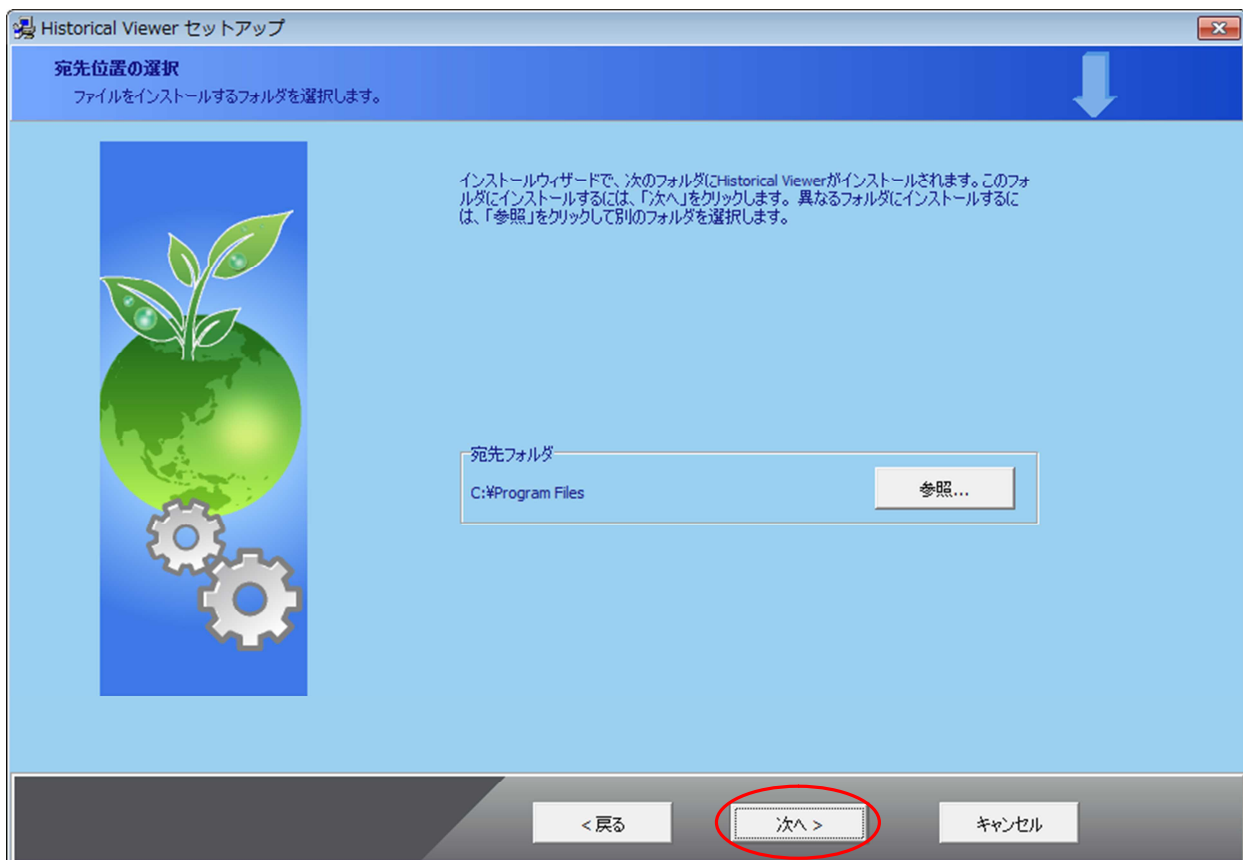 Historical Viewer セットアップ
宛先位置の選択
ファイルをインストールするフォルダを選択します。
インストールウィザードで、次のフォルダにHistorical Viewerがインストールされます。このフォ
ルダにインストールするには、「次へ」をクリックします。異なるフォルダにインストールするに
は、「参照」をクリックして別のフォルダを選択します。
宛先フォルダ
C:¥Program Files
参照...
< 戻る
次へ >
キャンセル